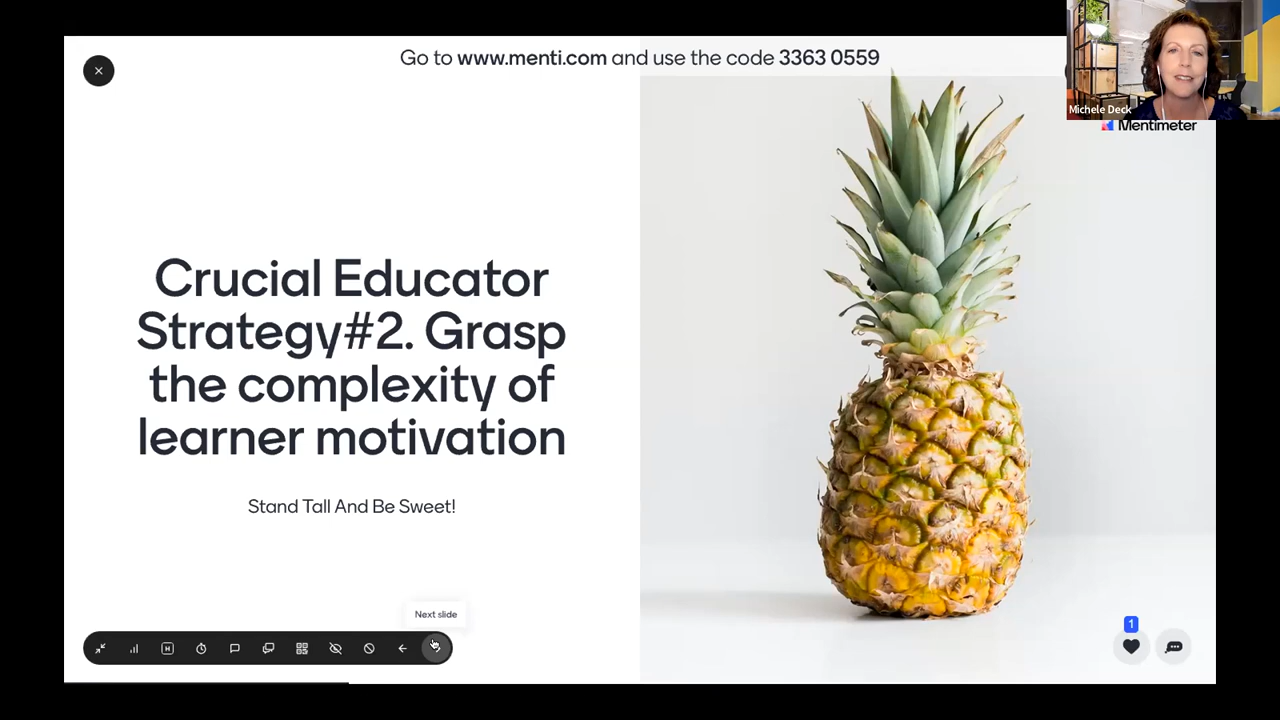 Go to www.menti.com and use the code 3363 0559
Michele Deck
Mentimeter
Crucial Educator
Strategy#2. Grasp
the complexity of
learner motivation
Stand Tall And Be Sweet!
Next slide
1